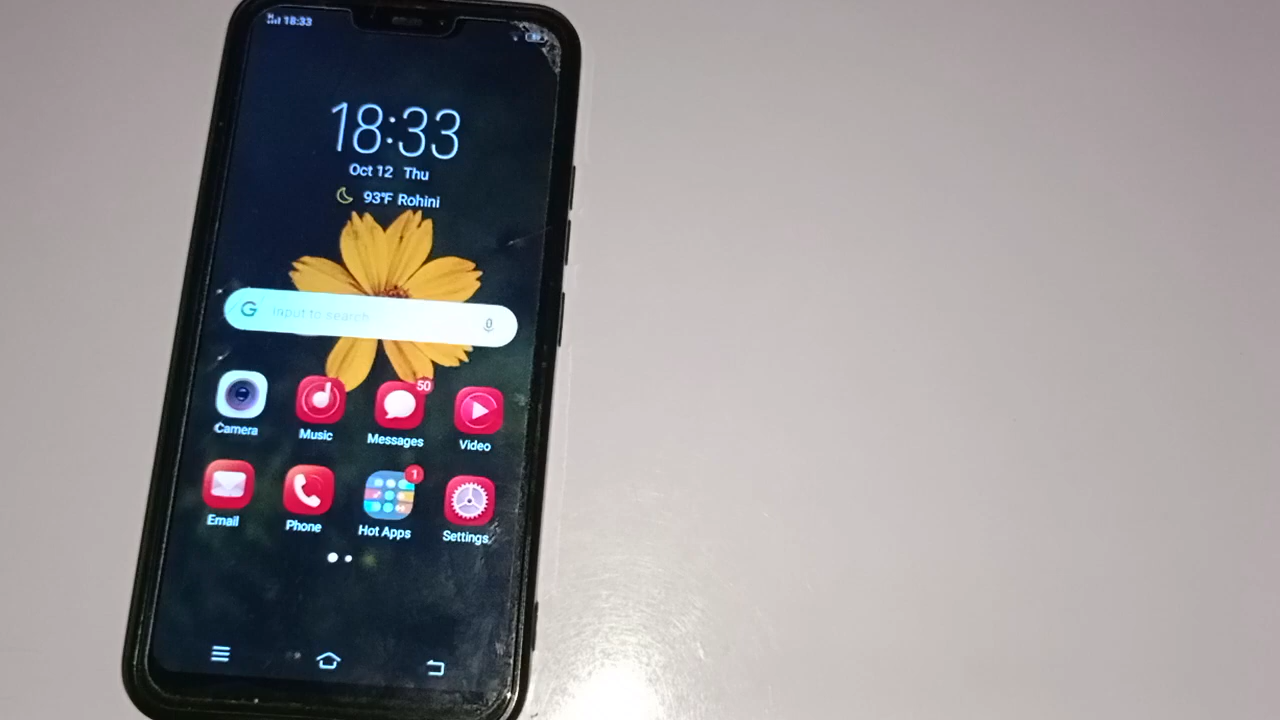 18:33
18:33
Oct 12 Thu
93°F Rohini
G Input to search
Camera
Music
50
Messages
Video
Email
Phone
1
Hot Apps
Settings